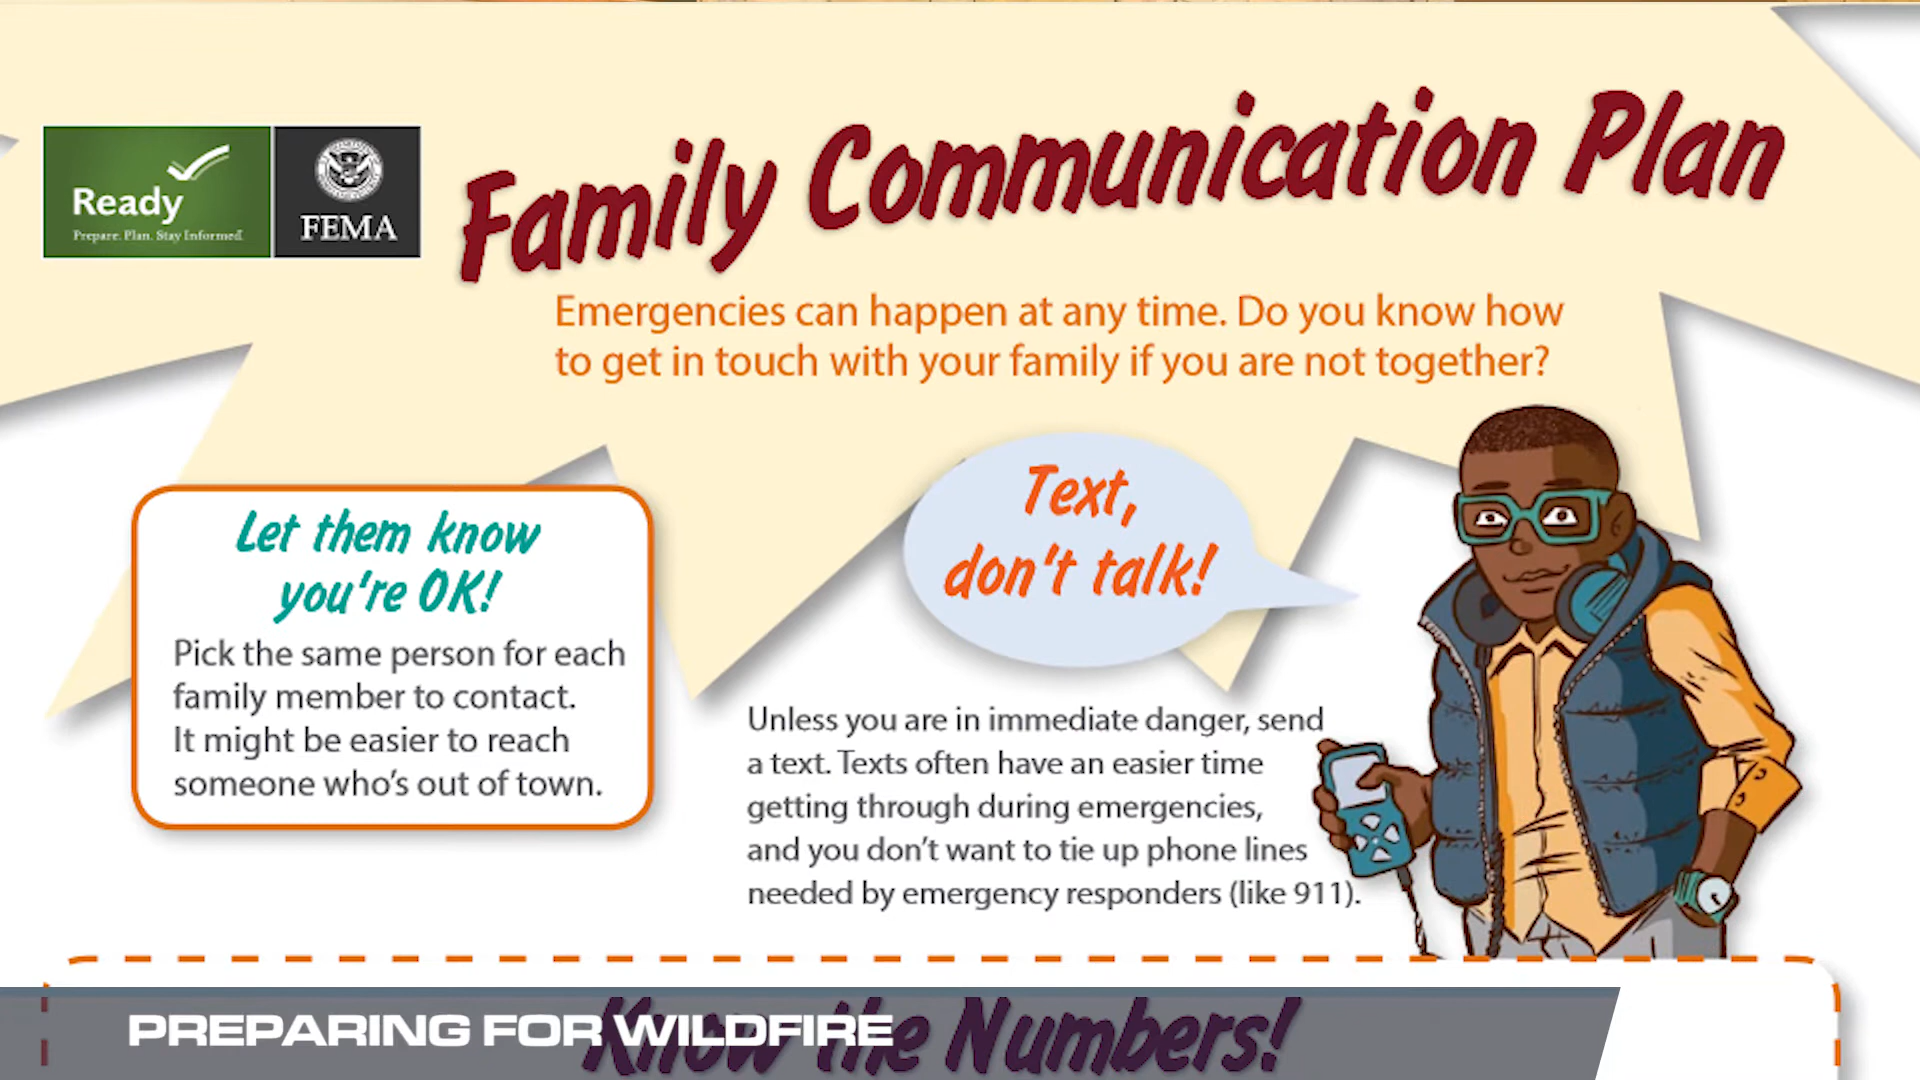 Ready
Prepare. Plan. Stay Informed.
FEMA
Family Communication Plan
Emergencies can happen at any time. Do you know how
to get in touch with your family if you are not together?
Let them know
you're OK!
Pick the same person for each
family member to contact.
It might be easier to reach
someone who's out of town.
Text,
don't talk!
Unless you are in immediate danger, send
a text. Texts often have an easier time
getting through during emergencies,
and you don't want to tie up phone lines
needed by emergency responders (like 911).
Know the Numbers!
PREPARING FOR WILDFIRE